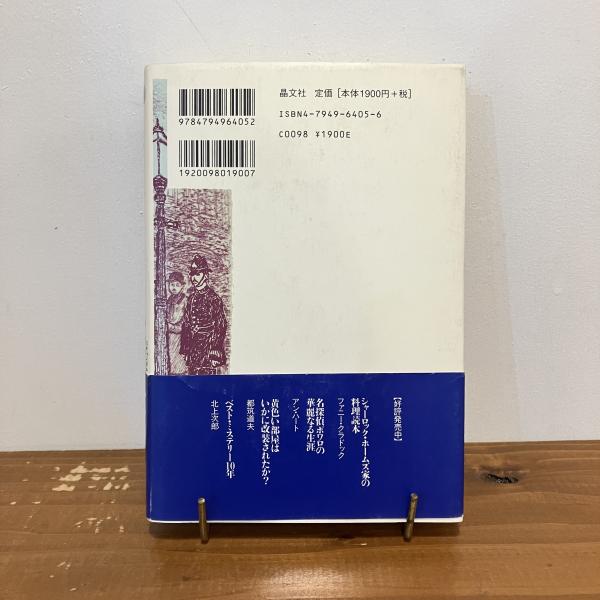 9784794964052
1920098019007
晶文社 定価［本体1900円+税］
ISBN4-7949-6405-6
C0098 ¥1900E
【好評発売中】
シャーロック・ホームズ家の
料理読本
ファニー・クラドック
名探偵ポワロの
華麗なる生涯
アン・ハート
黄色い部屋は
いかに改装されたか？
都筑道夫
ベスト・ミステリー10年
北上次郎